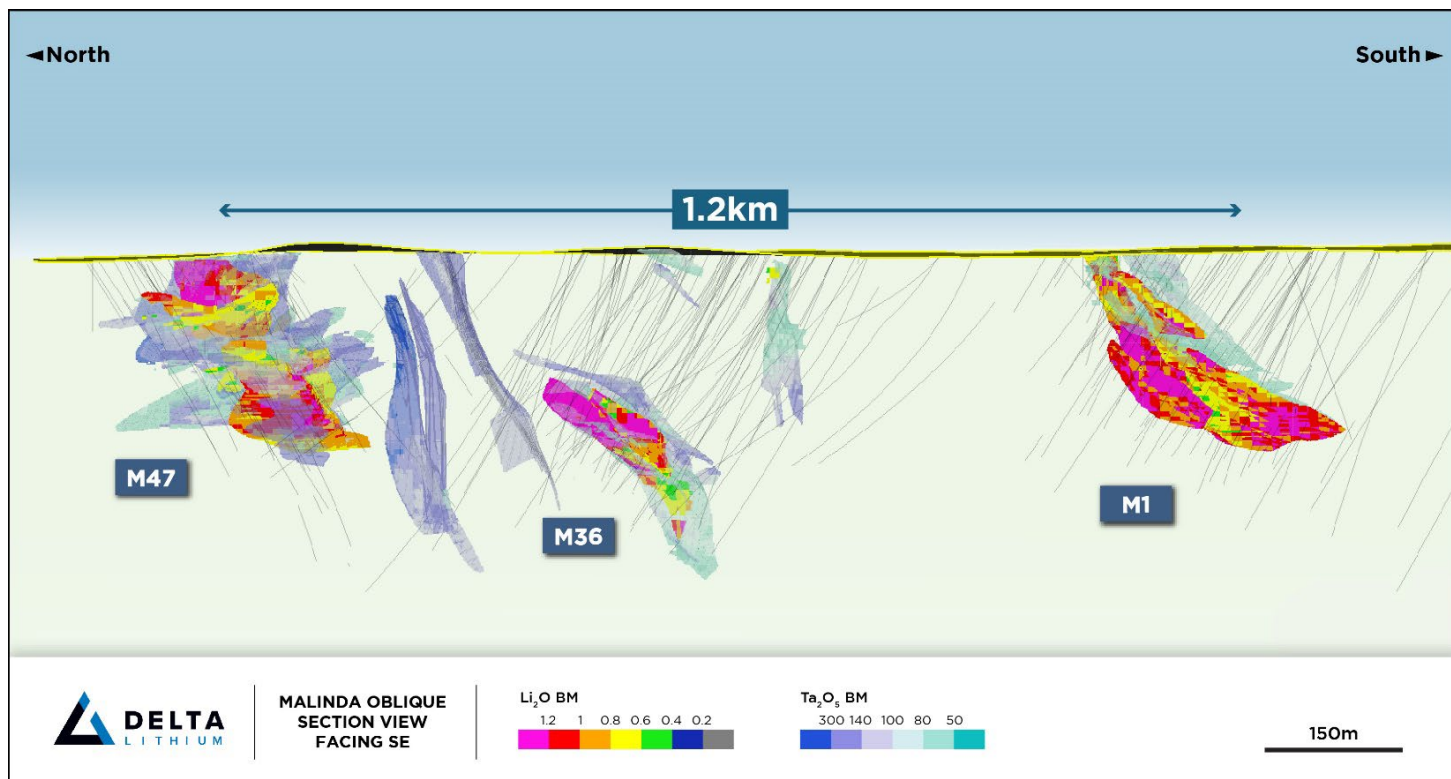 ◄North
South►
1.2km
M47
M36
M1
DELTA
LITHIUM
MALINDA OBLIQUE
SECTION VIEW
FACING SE
Li₂O BM
1.2 1 0.8 0.6 0.4 0.2
Ta₂O₅ BM
300 140 100 80 50
150m